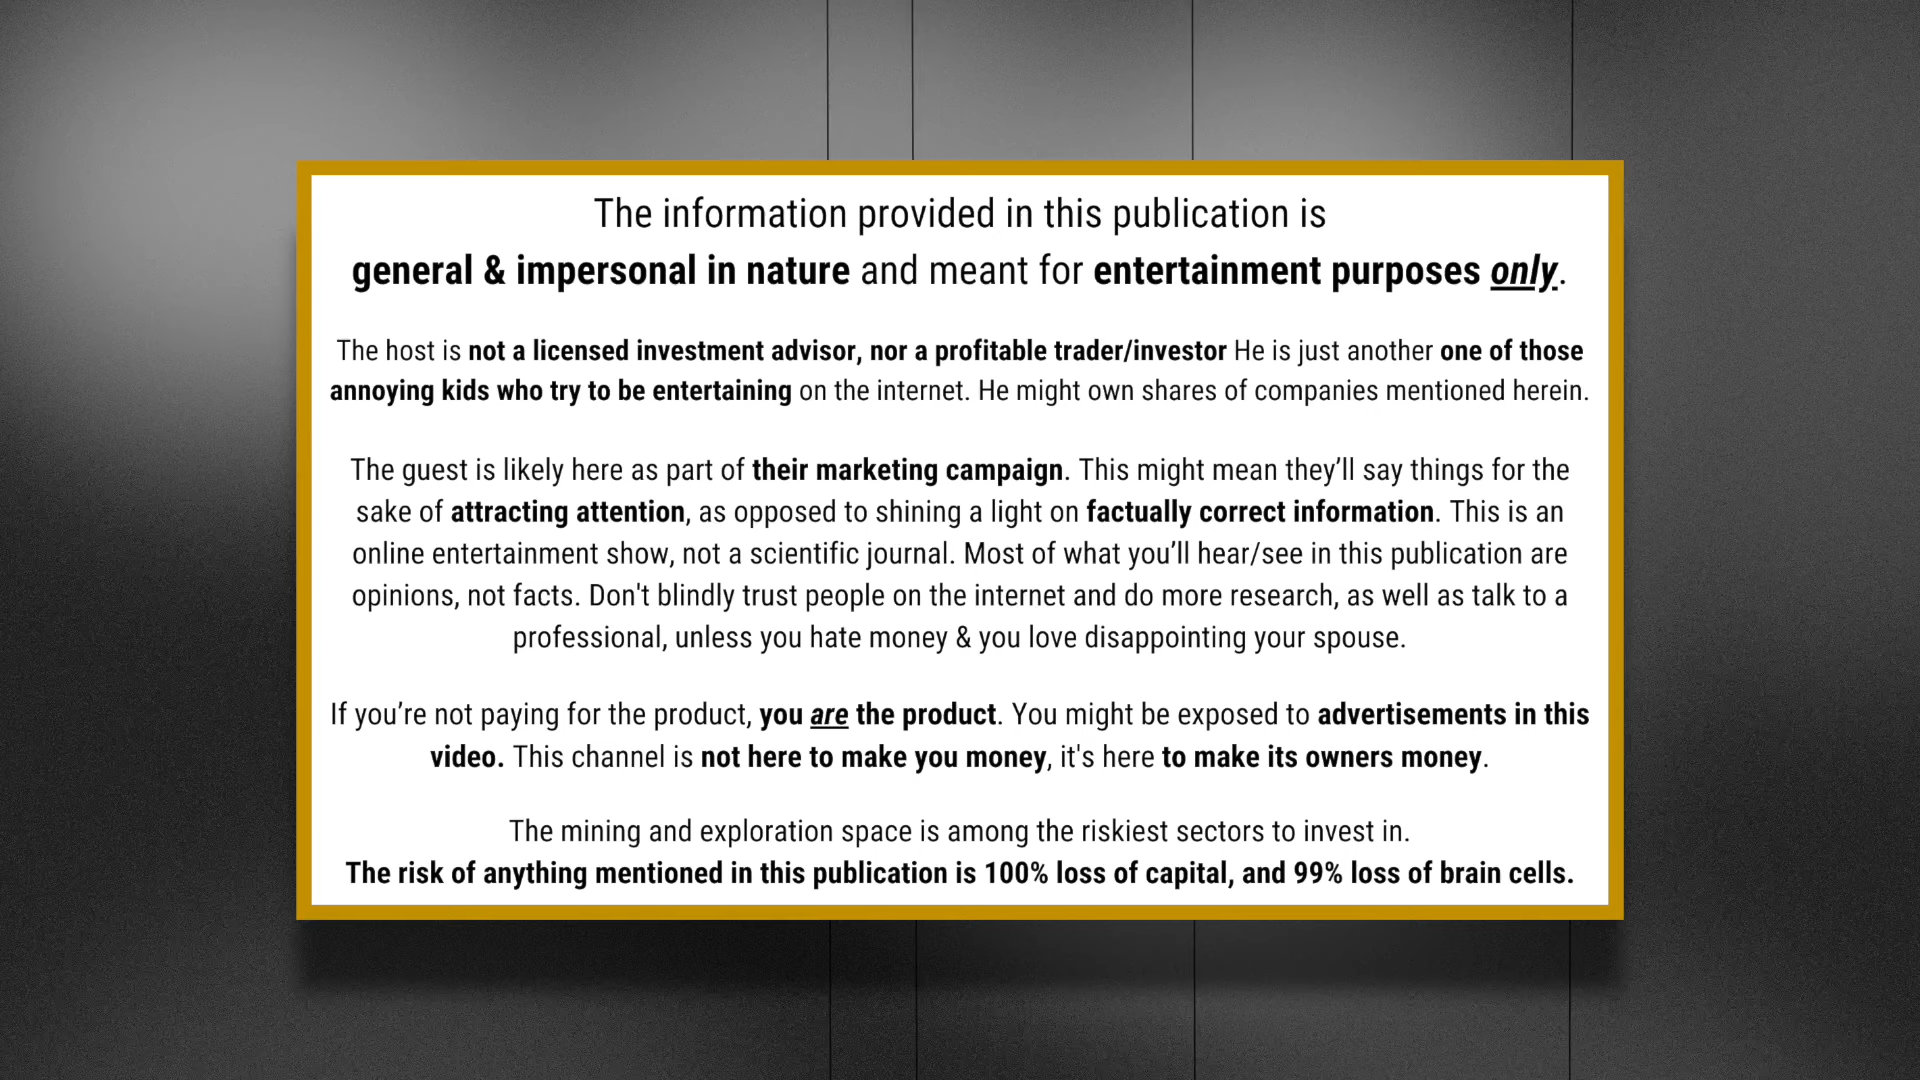 The information provided in this publication is
general & impersonal in nature and meant for entertainment purposes only.
The host is not a licensed investment advisor, nor a profitable trader/investor He is just another one of those
annoying kids who try to be entertaining on the internet. He might own shares of companies mentioned herein.
The guest is likely here as part of their marketing campaign. This might mean they’ll say things for the
sake of attracting attention, as opposed to shining a light on factually correct information. This is an
online entertainment show, not a scientific journal. Most of what you’ll hear/see in this publication are
opinions, not facts. Don't blindly trust people on the internet and do more research, as well as talk to a
professional, unless you hate money & you love disappointing your spouse.
If you’re not paying for the product, you are the product. You might be exposed to advertisements in this
video. This channel is not here to make you money, it's here to make its owners money.
The mining and exploration space is among the riskiest sectors to invest in.
The risk of anything mentioned in this publication is 100% loss of capital, and 99% loss of brain cells.